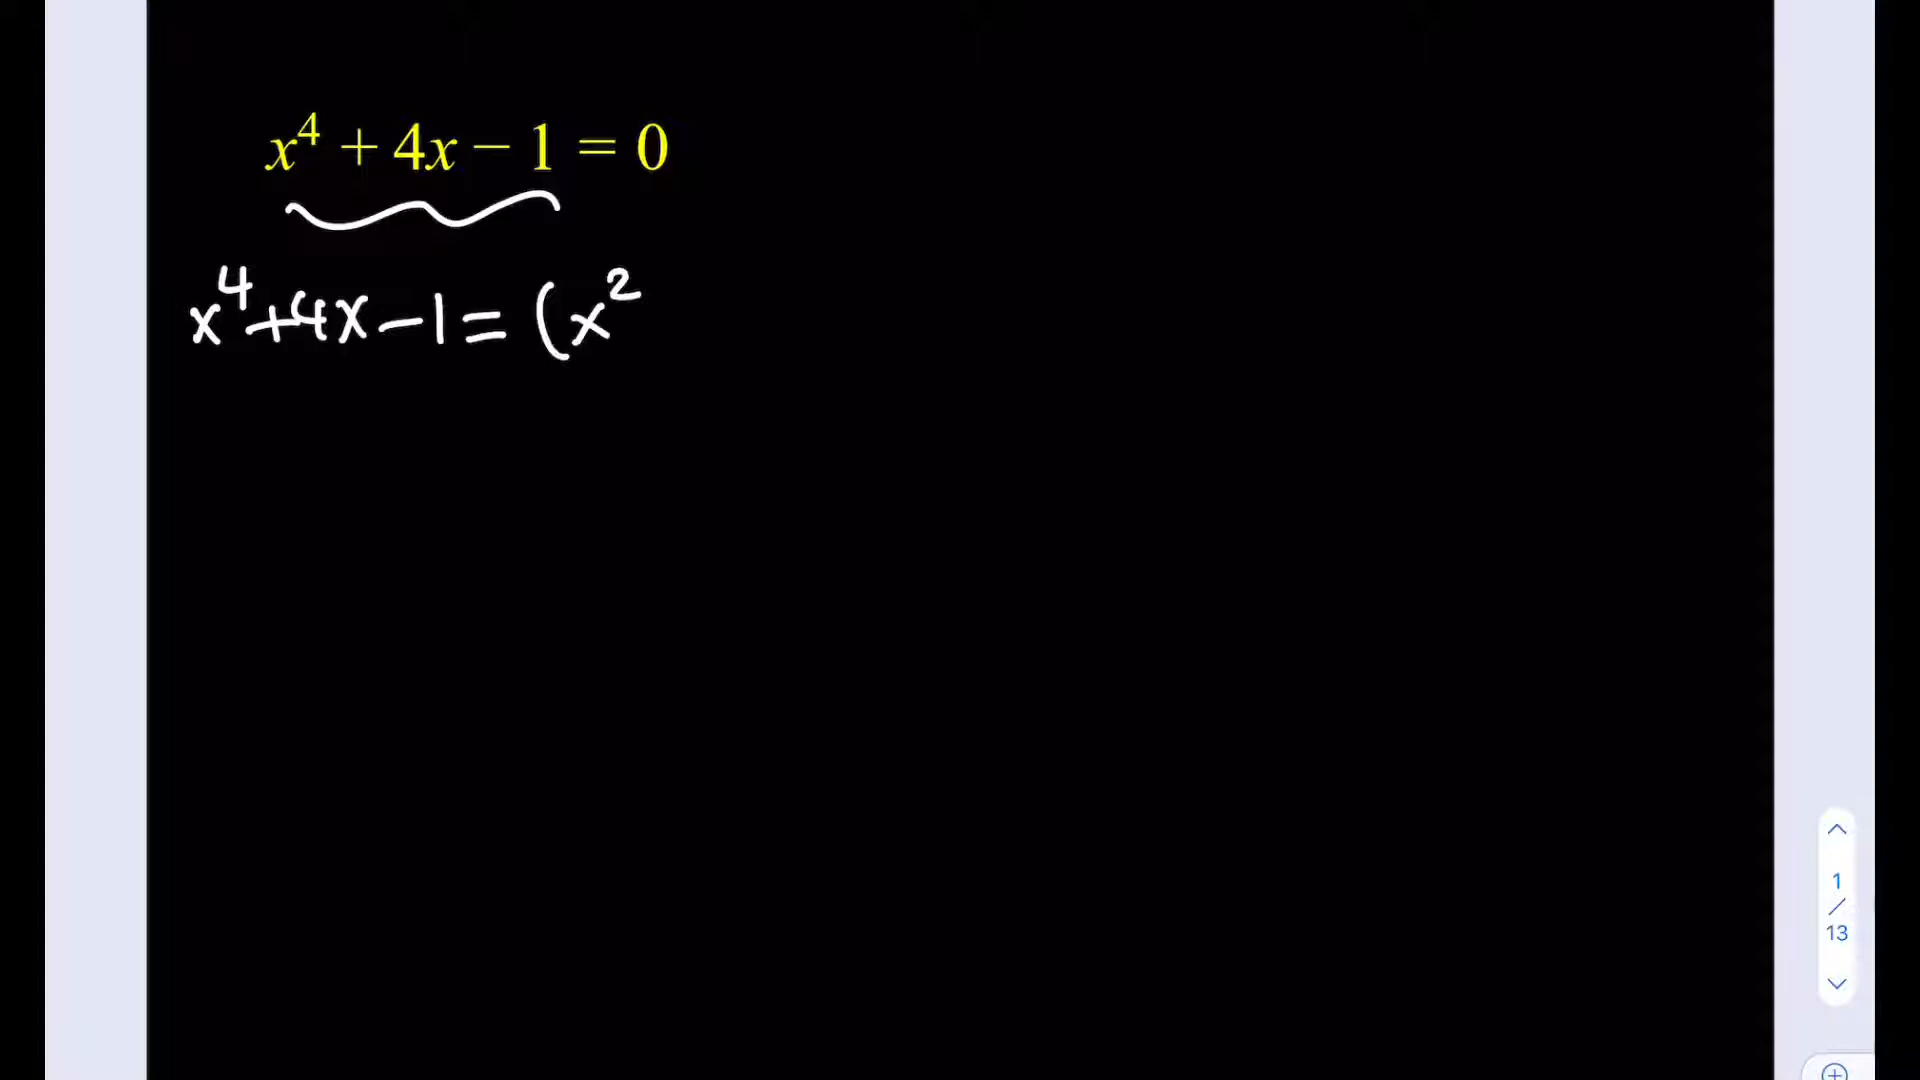 x⁴ + 4x − 1 = 0
x⁴+4x−1= (x²
1
/
13